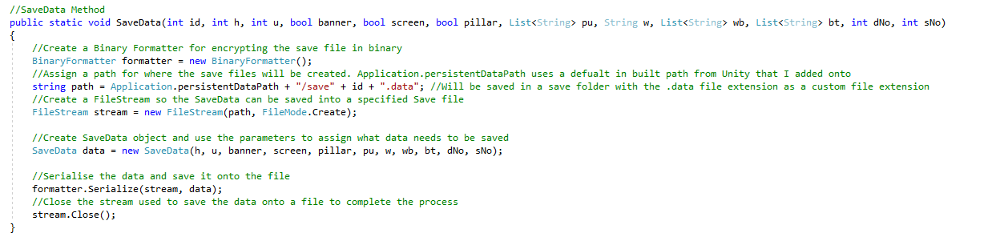 //SaveData Method
public static void SaveData(int id, int h, int u, bool banner, bool screen, bool pillar, List<String> pu, String w, List<String> wb, List<String> bt, int dNo, int sNo)
{
//Create a Binary Formatter for encrypting the save file in binary
BinaryFormatter formatter = new BinaryFormatter();
//Assign a path for where the save files will be created. Application.persistentDataPath uses a defualt in built path from Unity that I added onto
string path = Application.persistentDataPath + "/save" + id + ".data"; //Will be saved in a save folder with the .data file extension as a custom file extension
//Create a FileStream so the SaveData can be saved into a specified Save file
FileStream stream = new FileStream(path, FileMode.Create);
//Create SaveData object and use the parameters to assign what data needs to be saved
SaveData data = new SaveData(h, u, banner, screen, pillar, pu, w, wb, bt, dNo, sNo);
//Serialise the data and save it onto the file
formatter.Serialize(stream, data);
//Close the stream used to save the data onto a file to complete the process
stream.Close();
}